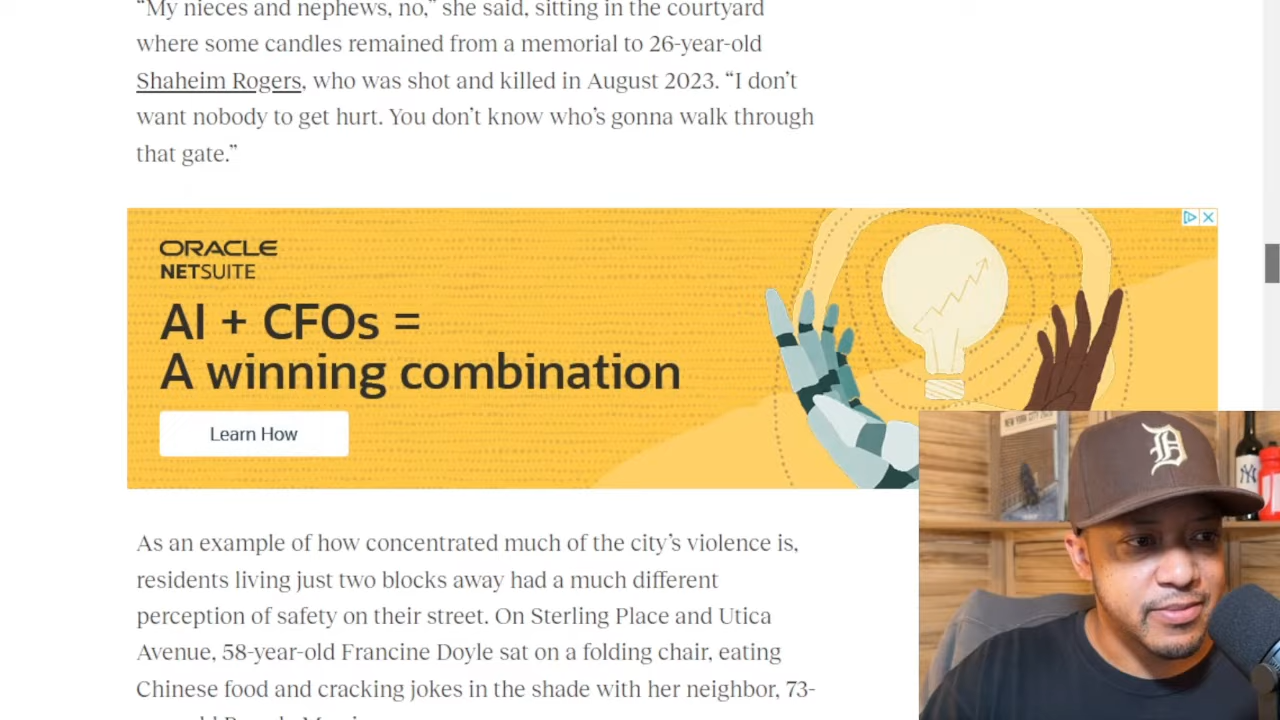 “My nieces and nephews, no,” she said, sitting in the courtyard
where some candles remained from a memorial to 26-year-old
Shaheim Rogers, who was shot and killed in August 2023. “I don’t
want nobody to get hurt. You don’t know who’s gonna walk through
that gate.”
ORACLE
NETSUITE
AI + CFOs =
A winning combination
Learn How
As an example of how concentrated much of the city’s violence is,
residents living just two blocks away had a much different
perception of safety on their street. On Sterling Place and Utica
Avenue, 58-year-old Francine Doyle sat on a folding chair, eating
Chinese food and cracking jokes in the shade with her neighbor, 73-
D
NY